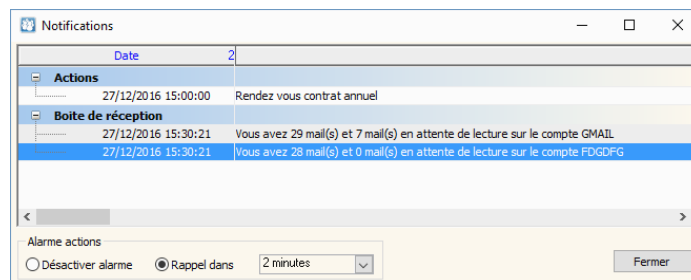 Notifications
Date 2
Actions
27/12/2016 15:00:00 Rendez vous contrat annuel
Boite de réception
27/12/2016 15:30:21 Vous avez 29 mail(s) et 7 mail(s) en attente de lecture sur le compte GMAIL
27/12/2016 15:30:21 Vous avez 28 mail(s) et 0 mail(s) en attente de lecture sur le compte FDGDFG
Alarme actions
Désactiver alarme Rappel dans 2 minutes Fermer